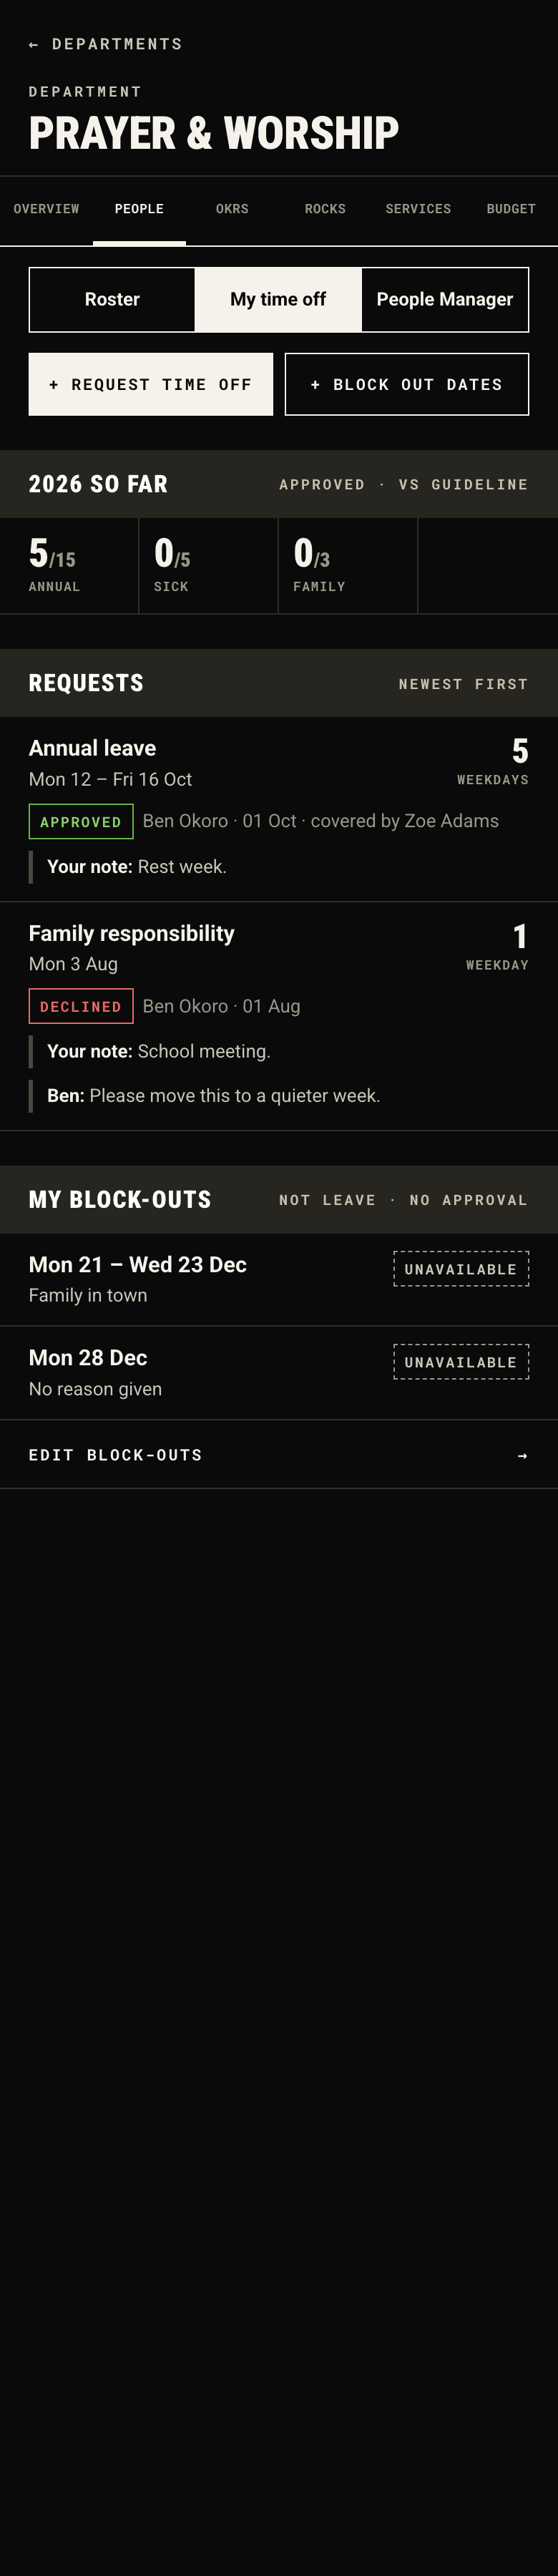 ← DEPARTMENTS
DEPARTMENT
PRAYER & WORSHIP
OVERVIEW PEOPLE OKRS ROCKS SERVICES BUDGET
Roster My time off People Manager
+ REQUEST TIME OFF + BLOCK OUT DATES
2026 SO FAR APPROVED · VS GUIDELINE
5/15 0/5 0/3
ANNUAL SICK FAMILY
REQUESTS NEWEST FIRST
Annual leave 5
Mon 12 – Fri 16 Oct WEEKDAYS
APPROVED Ben Okoro · 01 Oct · covered by Zoe Adams
Your note: Rest week.
Family responsibility 1
Mon 3 Aug WEEKDAY
DECLINED Ben Okoro · 01 Aug
Your note: School meeting.
Ben: Please move this to a quieter week.
MY BLOCK-OUTS NOT LEAVE · NO APPROVAL
Mon 21 – Wed 23 Dec UNAVAILABLE
Family in town
Mon 28 Dec UNAVAILABLE
No reason given
EDIT BLOCK-OUTS →